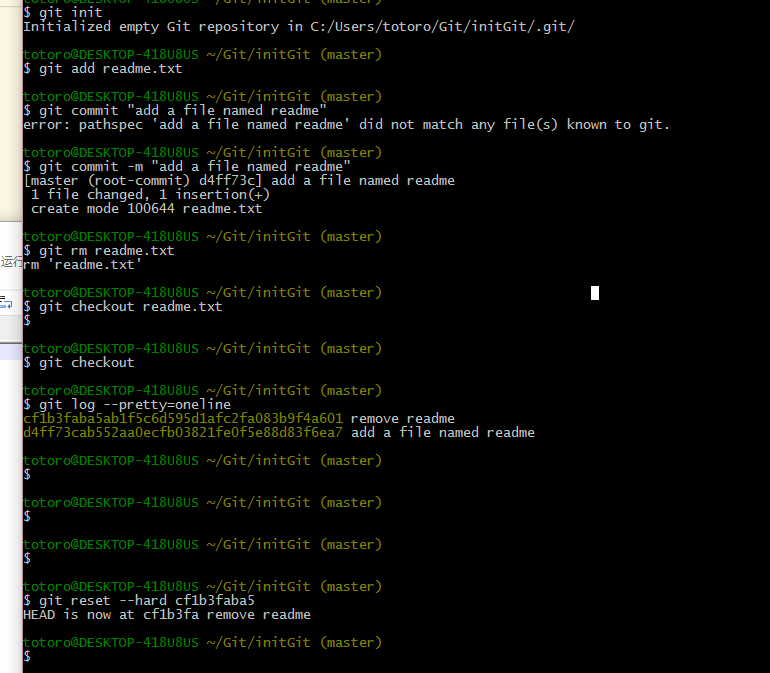 $ git init
Initialized empty Git repository in C:/Users/totoro/Git/initGit/.git/
totoro@DESKTOP-418U8US ~/Git/initGit (master)
$ git add readme.txt
totoro@DESKTOP-418U8US ~/Git/initGit (master)
$ git commit "add a file named readme"
error: pathspec 'add a file named readme' did not match any file(s) known to git.
totoro@DESKTOP-418U8US ~/Git/initGit (master)
$ git commit -m "add a file named readme"
[master (root-commit) d4ff73c] add a file named readme
1 file changed, 1 insertion(+)
create mode 100644 readme.txt
totoro@DESKTOP-418U8US ~/Git/initGit (master)
$ git rm readme.txt
运行
rm 'readme.txt'
totoro@DESKTOP-418U8US ~/Git/initGit (master)
$ git checkout readme.txt
$
totoro@DESKTOP-418U8US ~/Git/initGit (master)
$ git checkout
totoro@DESKTOP-418U8US ~/Git/initGit (master)
$ git log --pretty=oneline
cf1b3faba5ab1f5c6d595d1afc2fa083b9f4a601 remove readme
d4ff73cab552aa0ecfb03821fe0f5e88d83f6ea7 add a file named readme
totoro@DESKTOP-418U8US ~/Git/initGit (master)
$
totoro@DESKTOP-418U8US ~/Git/initGit (master)
$
totoro@DESKTOP-418U8US ~/Git/initGit (master)
$
totoro@DESKTOP-418U8US ~/Git/initGit (master)
$ git reset --hard cf1b3faba5
HEAD is now at cf1b3fa remove readme
totoro@DESKTOP-418U8US ~/Git/initGit (master)
$